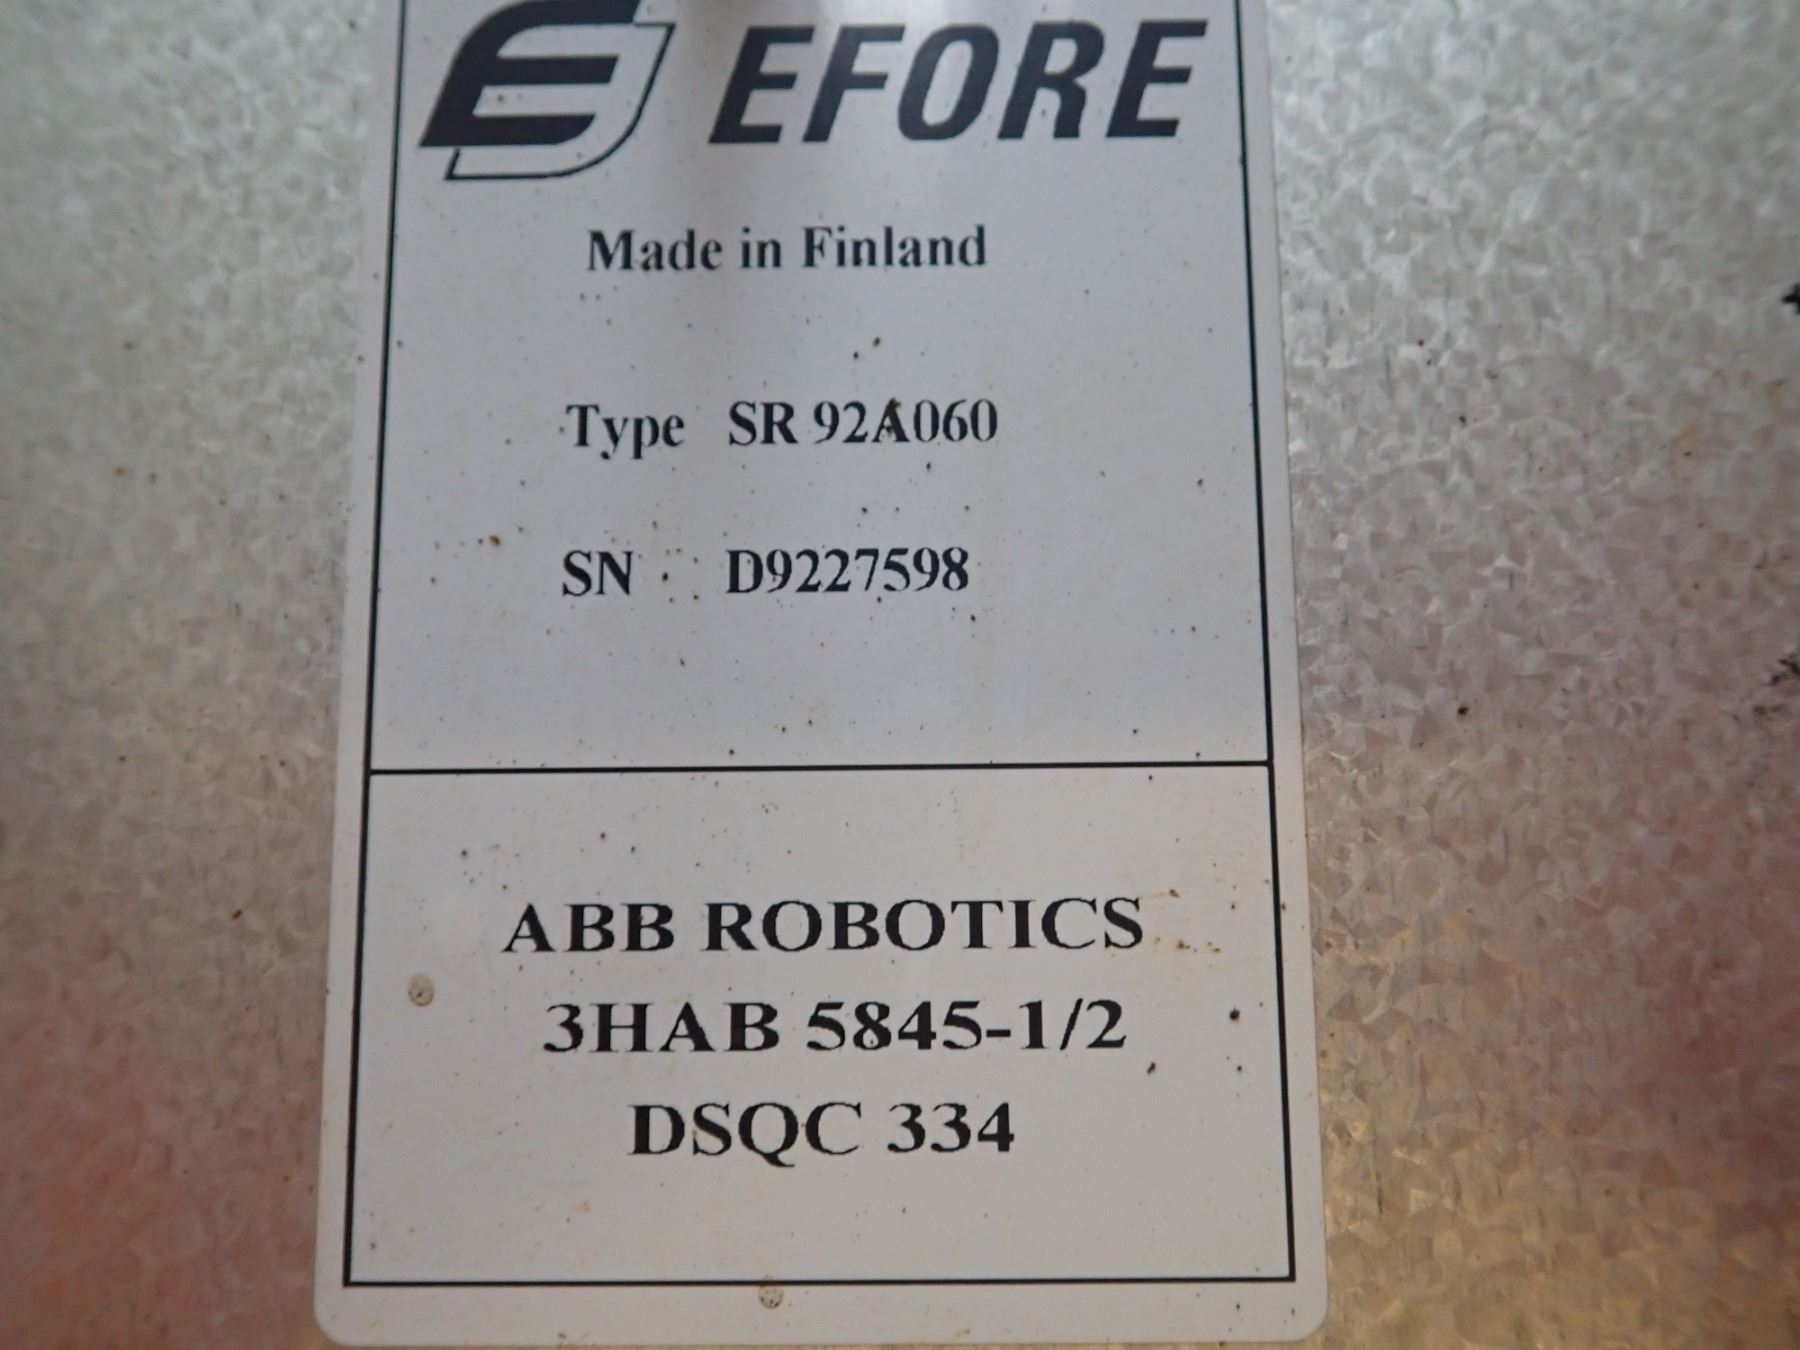 EFORE
Made in Finland
Type SR 92A060
SN D9227598
ABB ROBOTICS
3HAB 5845-1/2
DSQC 334